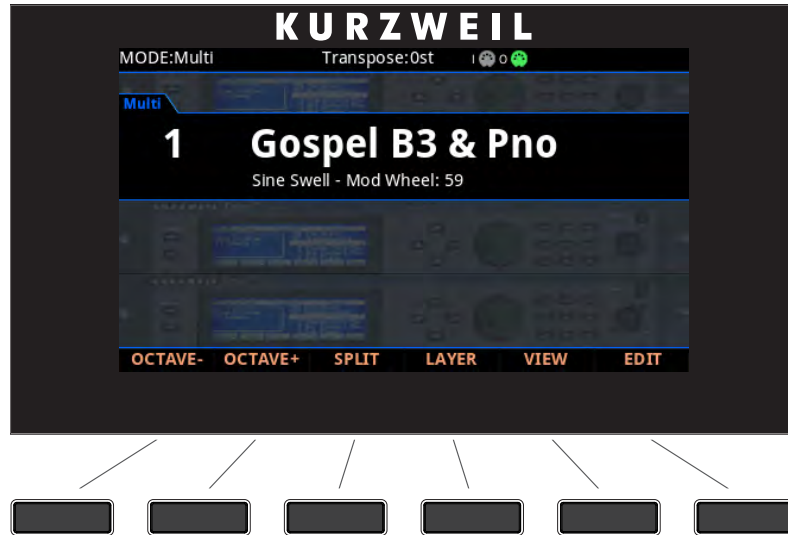 KURZWEIL
MODE:Multi Transpose:0st I O
Multi
1 Gospel B3 & Pno
Sine Swell - Mod Wheel: 59
OCTAVE- OCTAVE+ SPLIT LAYER VIEW EDIT